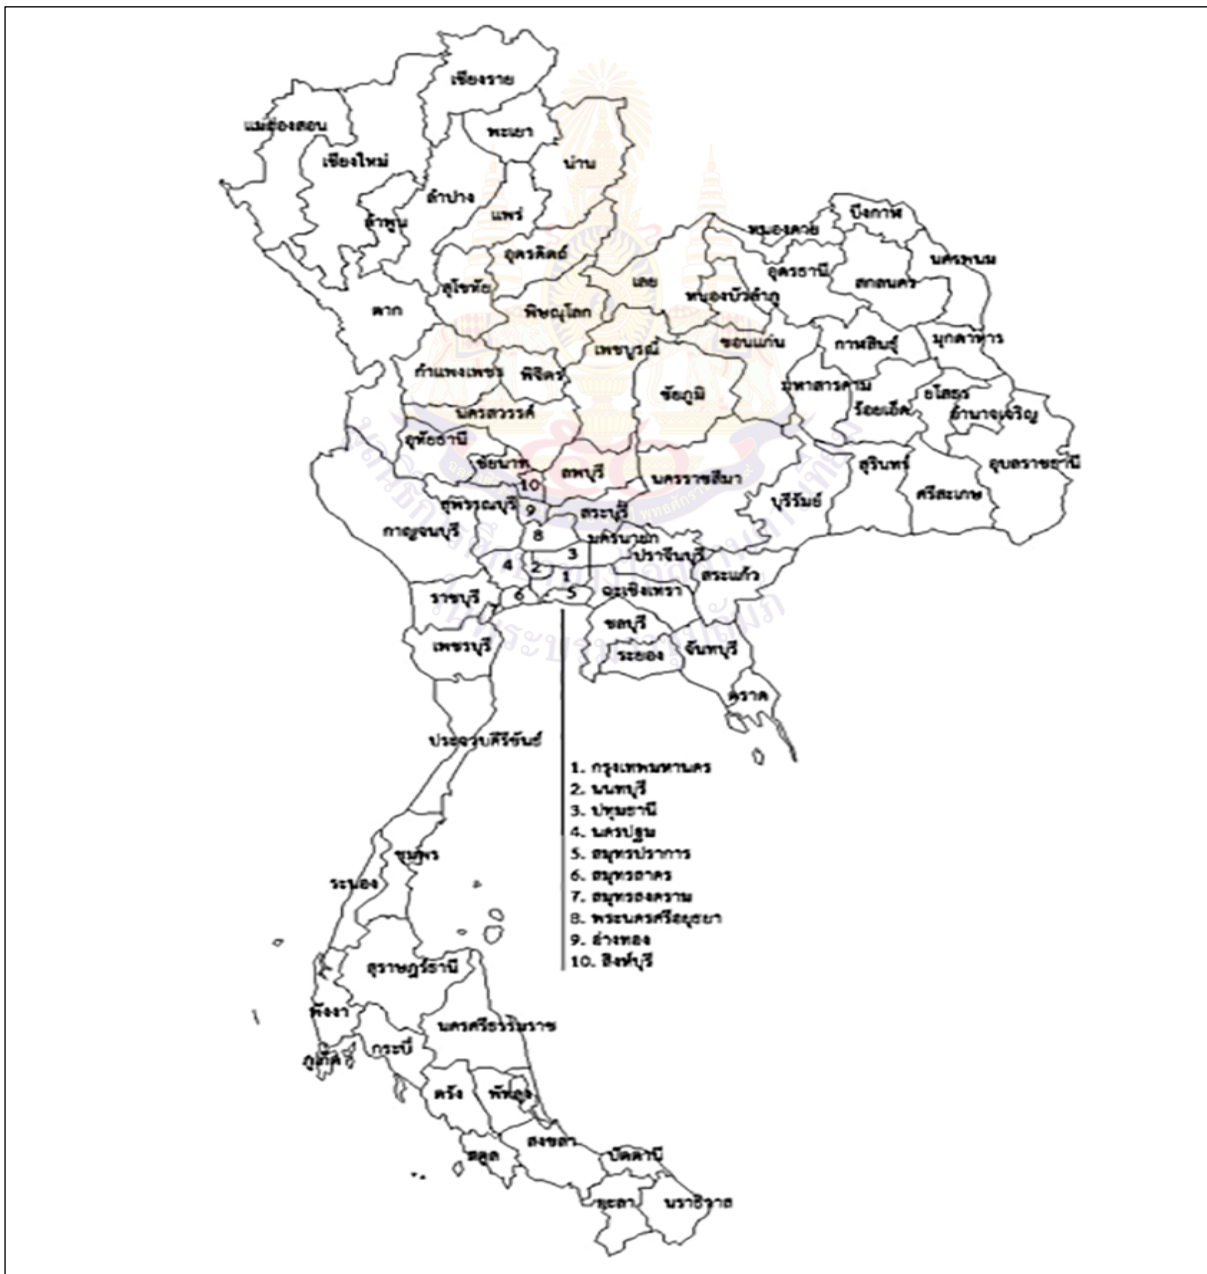 เชียงราย
แม่ฮ่องสอน
พะเยา
เชียงใหม่
น่าน
ลำปาง
ลำพูน
แพร่
บึงกาฬ
หนองคาย
อุตรดิตถ์
นครพนม
อุดรธานี
สกลนคร
สุโขทัย
เลย
หนองบัวลำภู
ตาก
พิษณุโลก
เพชรบูรณ์
ขอนแก่น
กาฬสินธุ์
มุกดาหาร
กำแพงเพชร
พิจิตร
ชัยภูมิ
มหาสารคาม
ร้อยเอ็ด
ยโสธร
อำนาจเจริญ
นครสวรรค์
อุทัยธานี
ชัยนาท
ลพบุรี
นครราชสีมา
สุรินทร์
อุบลราชธานี
10
บุรีรัมย์
ศรีสะเกษ
สุพรรณบุรี
9
สระบุรี
กาญจนบุรี
8
นครนายก
3
ปราจีนบุรี
4
2
1
สระแก้ว
ราชบุรี
6
5
ฉะเชิงเทรา
7
ชลบุรี
เพชรบุรี
ระยอง
จันทบุรี
ตราด
ประจวบคีรีขันธ์
1. กรุงเทพมหานคร
2. นนทบุรี
3. ปทุมธานี
4. นครปฐม
5. สมุทรปราการ
6. สมุทรสาคร
7. สมุทรสงคราม
8. พระนครศรีอยุธยา
9. อ่างทอง
10. สิงห์บุรี
ชุมพร
ระนอง
สุราษฎร์ธานี
พังงา
นครศรีธรรมราช
ภูเก็ต
กระบี่
ตรัง
พัทลุง
สงขลา
สตูล
ปัตตานี
ยะลา
นราธิวาส